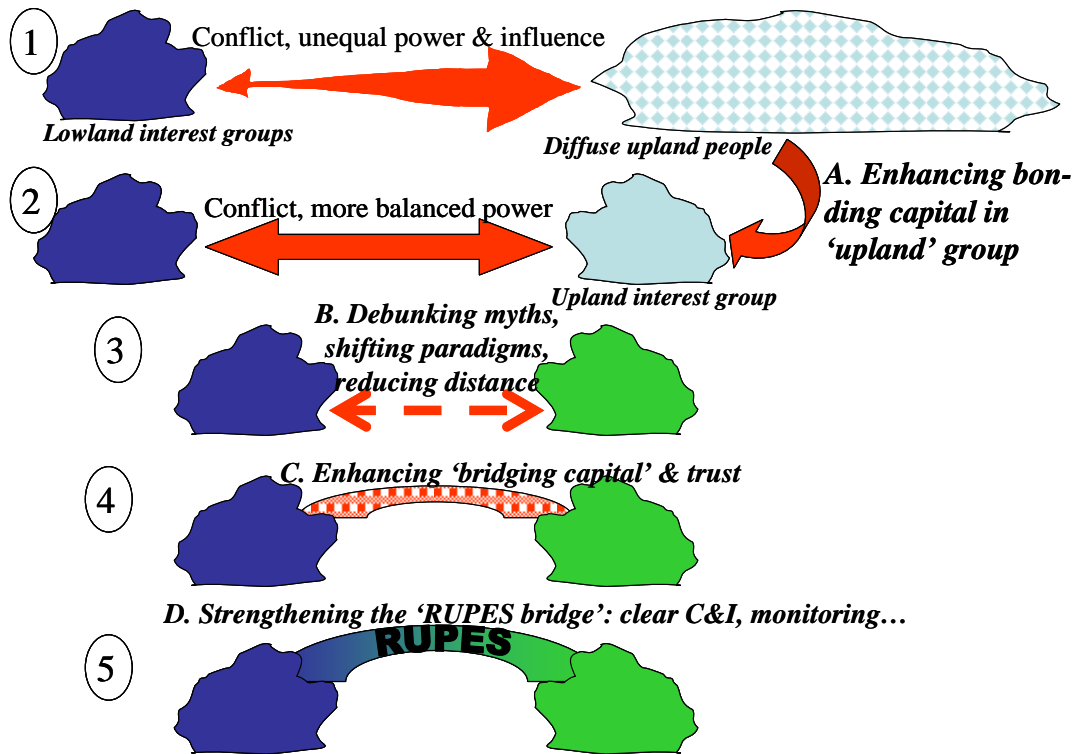 1
Conflict, unequal power & influence
Lowland interest groups
Diffuse upland people
A. Enhancing bon-
ding capital in
‘upland’ group
2
Conflict, more balanced power
Upland interest group
B. Debunking myths,
shifting paradigms,
reducing distance
3
C. Enhancing ‘bridging capital’ & trust
4
D. Strengthening the ‘RUPES bridge’: clear C&I, monitoring…
RUPES
5